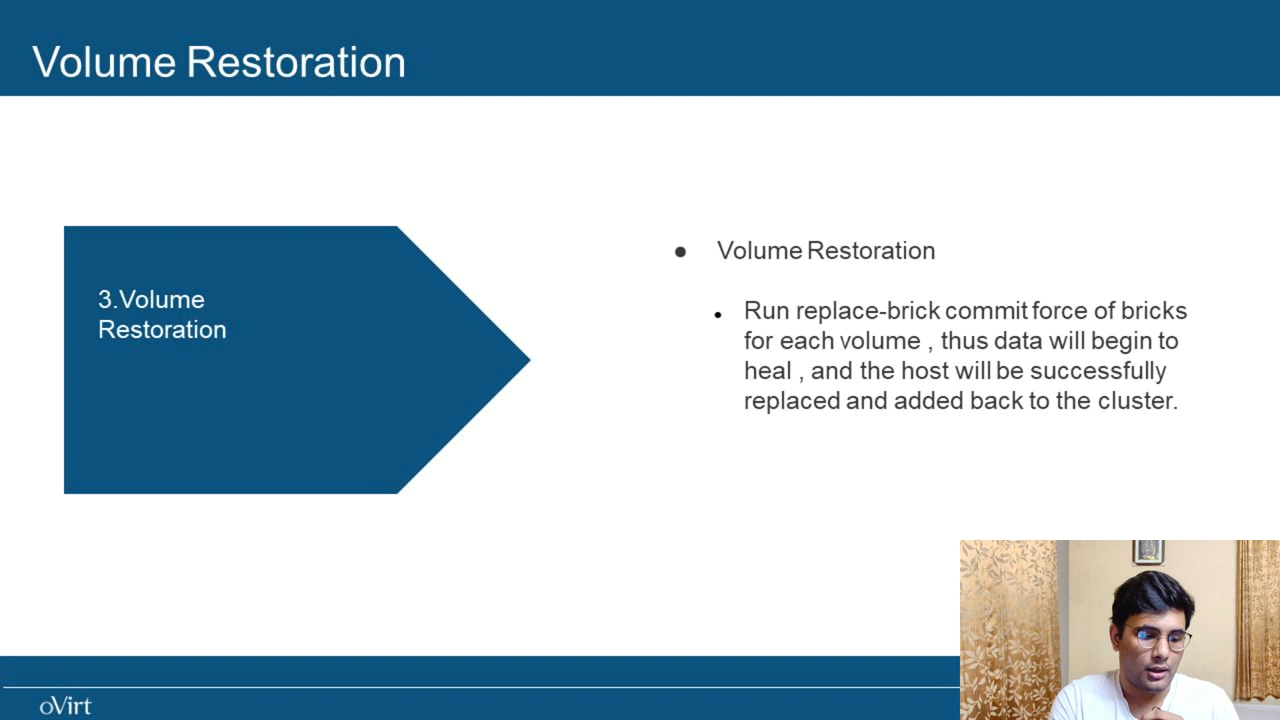 Volume Restoration
3.Volume
Restoration
● Volume Restoration
• Run replace-brick commit force of bricks
for each volume , thus data will begin to
heal , and the host will be successfully
replaced and added back to the cluster.
oVirt